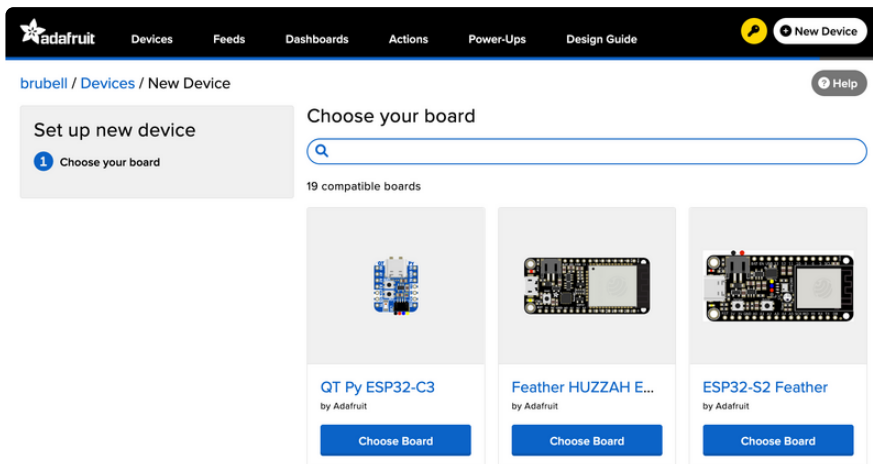 adafruit Devices Feeds Dashboards Actions Power-Ups Design Guide New Device
brubell / Devices / New Device
Help
Set up new device
1 Choose your board
Choose your board
19 compatible boards
QT Py ESP32-C3
by Adafruit
Choose Board
Feather HUZZAH E...
by Adafruit
Choose Board
ESP32-S2 Feather
by Adafruit
Choose Board